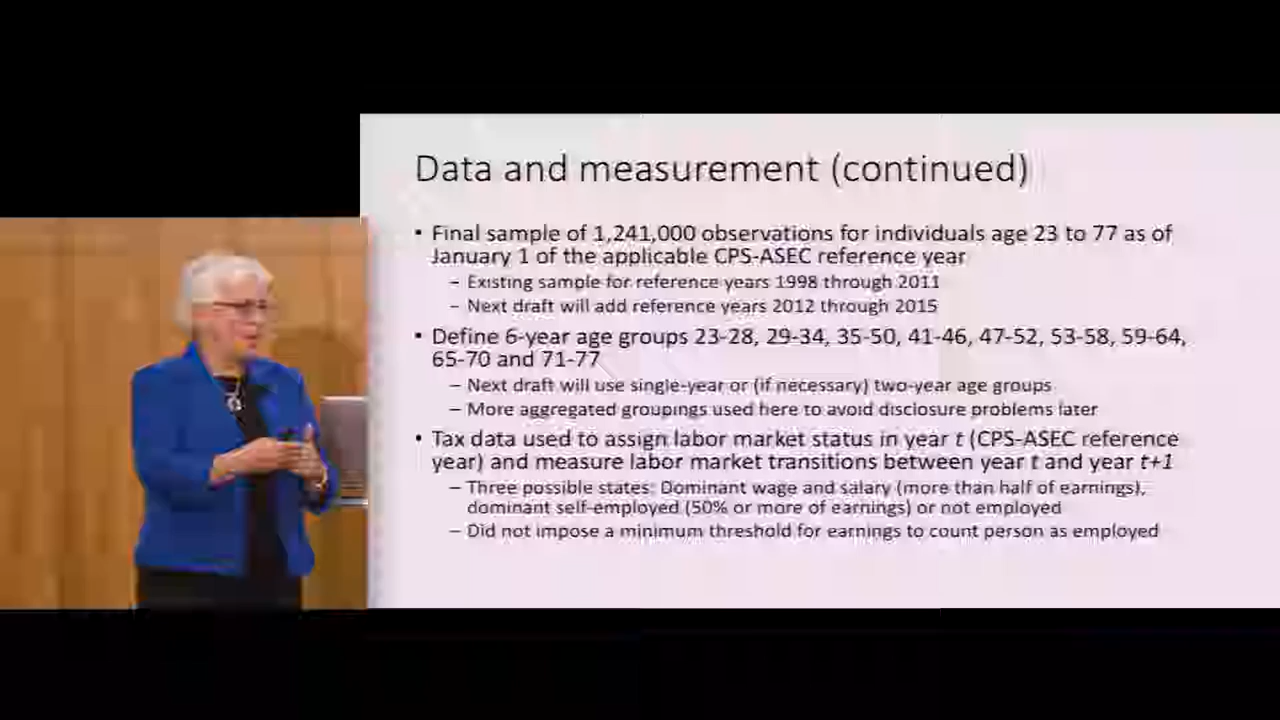 Data and measurement (continued)
• Final sample of 1,241,000 observations for individuals age 23 to 77 as of
January 1 of the applicable CPS-ASEC reference year
– Existing sample for reference years 1998 through 2011
– Next draft will add reference years 2012 through 2015
• Define 6-year age groups 23-28, 29-34, 35-50, 41-46, 47-52, 53-58, 59-64,
65-70 and 71-77
– Next draft will use single-year or (if necessary) two-year age groups
– More aggregated groupings used here to avoid disclosure problems later
• Tax data used to assign labor market status in year t (CPS-ASEC reference
year) and measure labor market transitions between year t and year t+1
– Three possible states: Dominant wage and salary (more than half of earnings),
dominant self-employed (50% or more of earnings) or not employed
– Did not impose a minimum threshold for earnings to count person as employed